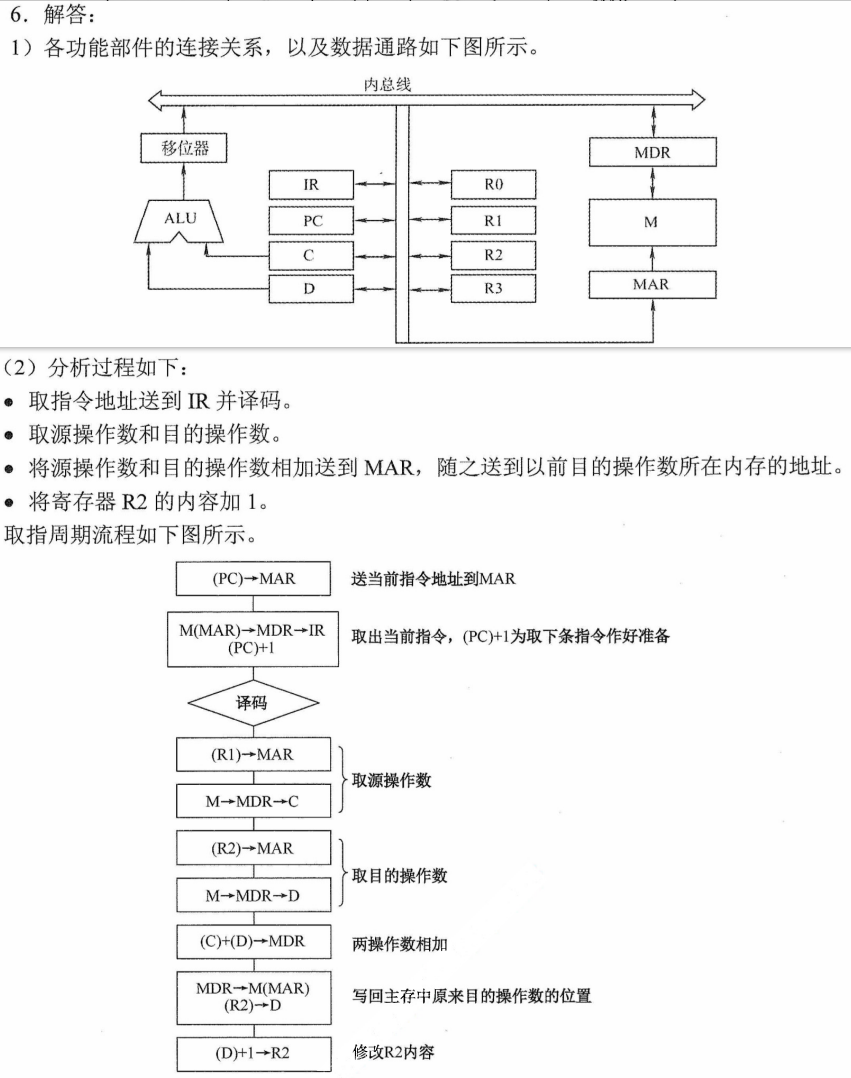 6．解答：
1）各功能部件的连接关系，以及数据通路如下图所示。
内总线
移位器
MDR
IR
R0
ALU
PC
R1
M
C
R2
D
R3
MAR
（2）分析过程如下：
● 取指令地址送到 IR 并译码。
● 取源操作数和目的操作数。
● 将源操作数和目的操作数相加送到 MAR，随之送到以前目的操作数所在内存的地址。
● 将寄存器 R2 的内容加 1。
取指周期流程如下图所示。
(PC)→MAR 送当前指令地址到MAR
M(MAR)→MDR→IR
(PC)+1
取出当前指令，(PC)+1为取下条指令作好准备
译码
(R1)→MAR
取源操作数
M→MDR→C
(R2)→MAR
取目的操作数
M→MDR→D
(C)+(D)→MDR 两操作数相加
MDR→M(MAR)
(R2)→D
写回主存中原来目的操作数的位置
(D)+1→R2 修改R2内容